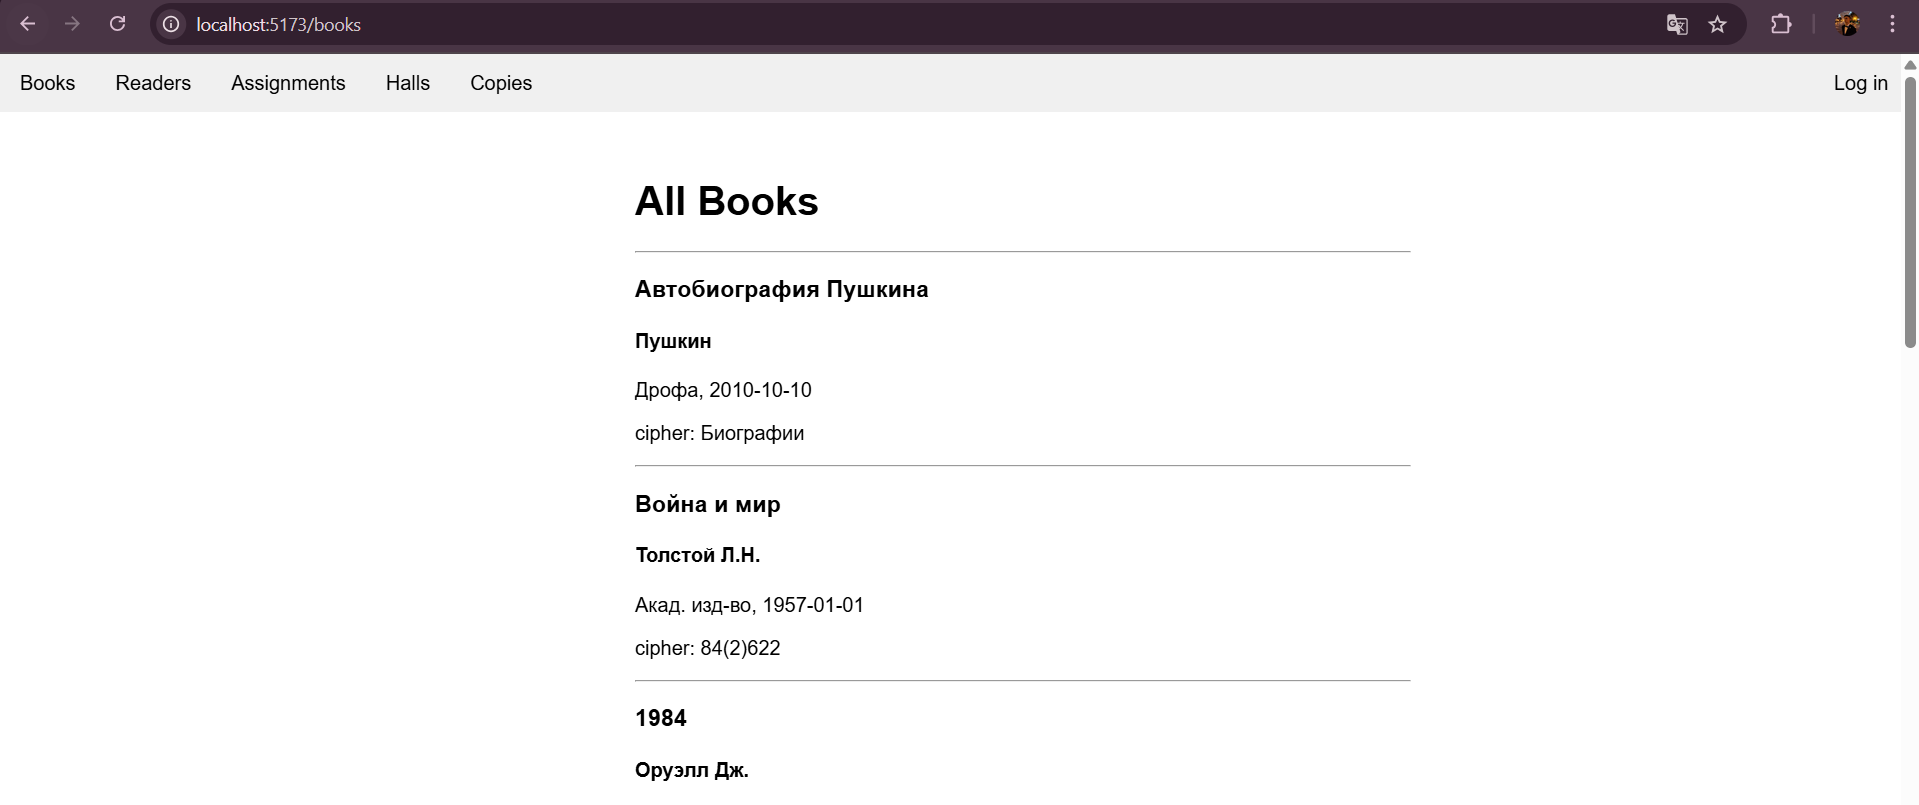 localhost:5173/books
Books Readers Assignments Halls Copies Log in
All Books
Автобиография Пушкина
Пушкин
Дрофа, 2010-10-10
cipher: Биографии
Война и мир
Толстой Л.Н.
Акад. изд-во, 1957-01-01
cipher: 84(2)622
1984
Оруэлл Дж.